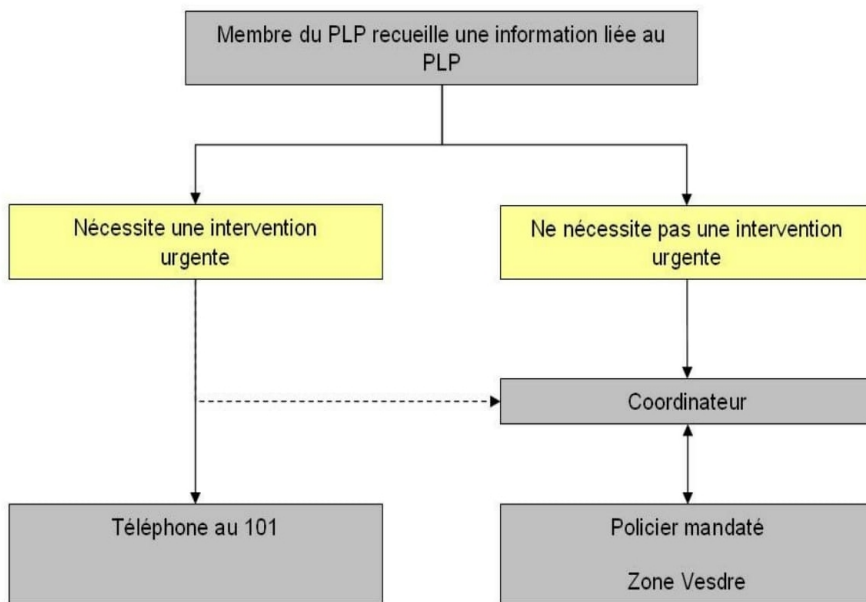 Membre du PLP recueille une information liée au
PLP
Nécessite une intervention
urgente
Ne nécessite pas une intervention
urgente
Coordinateur
Téléphone au 101
Policier mandaté
Zone Vesdre